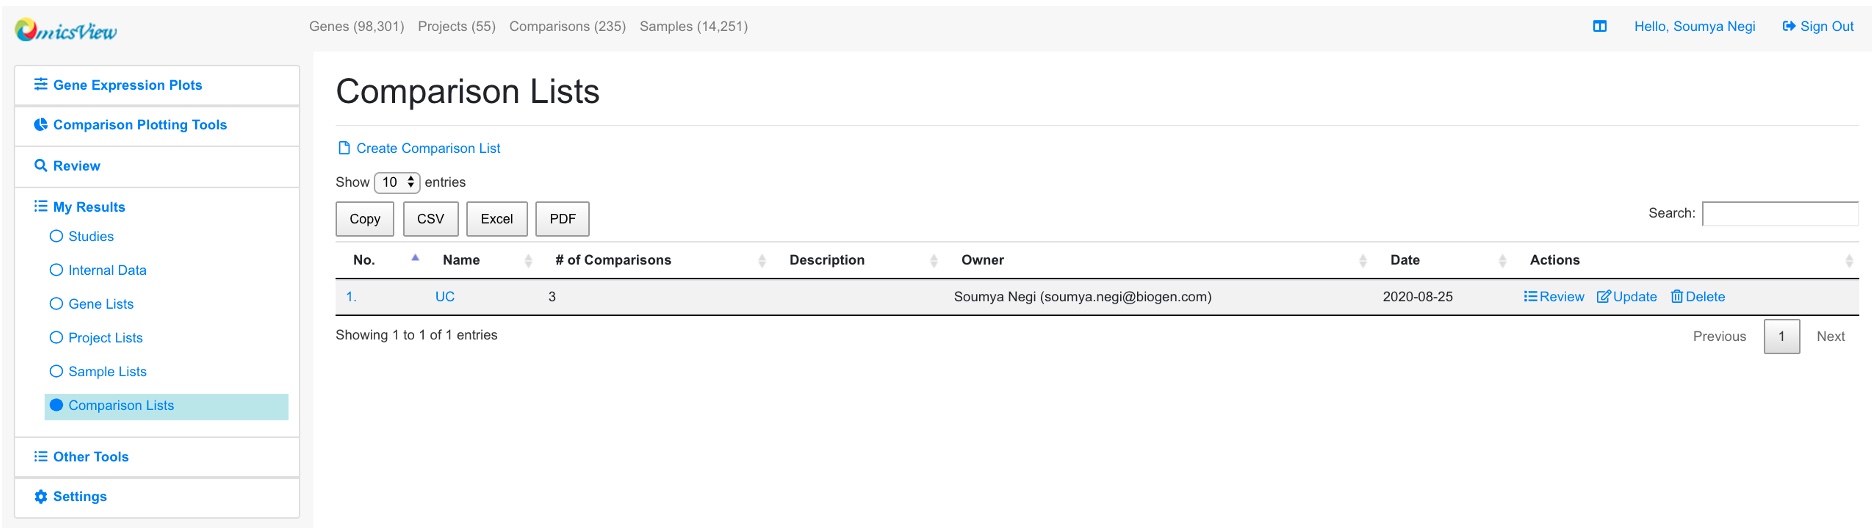 OmicsView
Genes (98,301) Projects (55) Comparisons (235) Samples (14,251)
Hello, Soumya Negi Sign Out
Gene Expression Plots
Comparison Plotting Tools
Review
My Results
Studies
Internal Data
Gene Lists
Project Lists
Sample Lists
Comparison Lists
Other Tools
Settings
Comparison Lists
Create Comparison List
Show 10 entries
Copy CSV Excel PDF
Search:
No. Name # of Comparisons Description Owner Date Actions
1. UC 3 Soumya Negi (soumya.negi@biogen.com) 2020-08-25 Review Update Delete
Showing 1 to 1 of 1 entries
Previous 1 Next